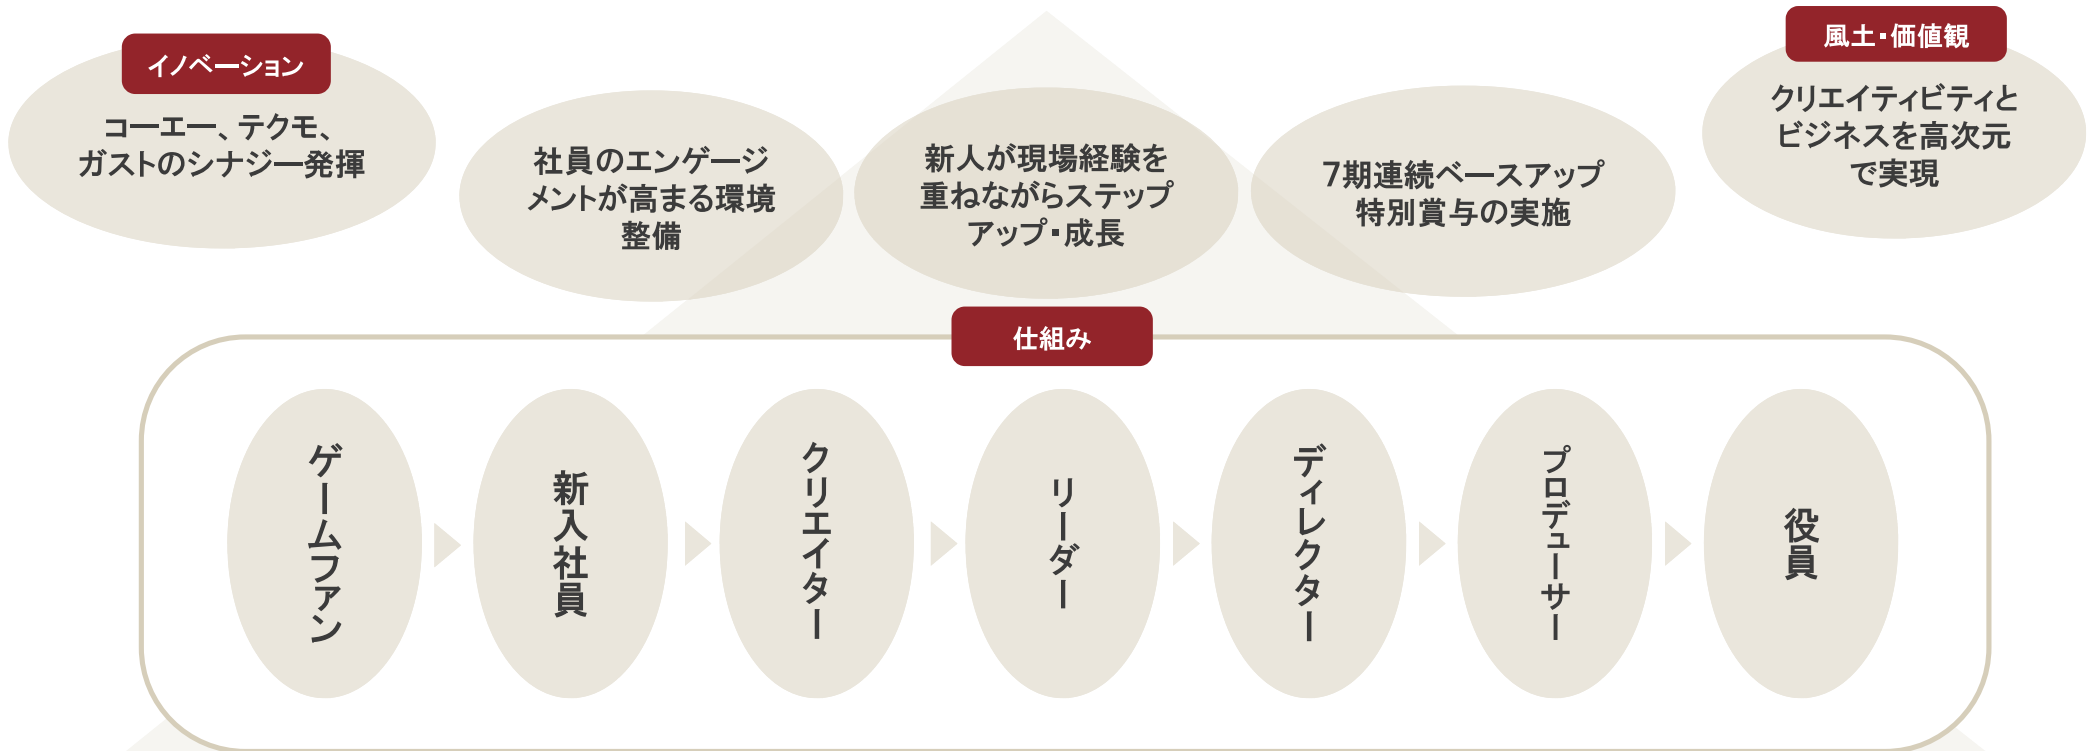 イノベーション
コーエー、テクモ、
ガストのシナジー発揮
社員のエンゲージ
メントが高まる環境
整備
新人が現場経験を
重ねながらステップ
アップ・成長
7期連続ベースアップ
特別賞与の実施
風土・価値観
クリエイティビティと
ビジネスを高次元
で実現
仕組み
ゲームファン
新入社員
クリエイター
リーダー
ディレクター
プロデューサー
役員